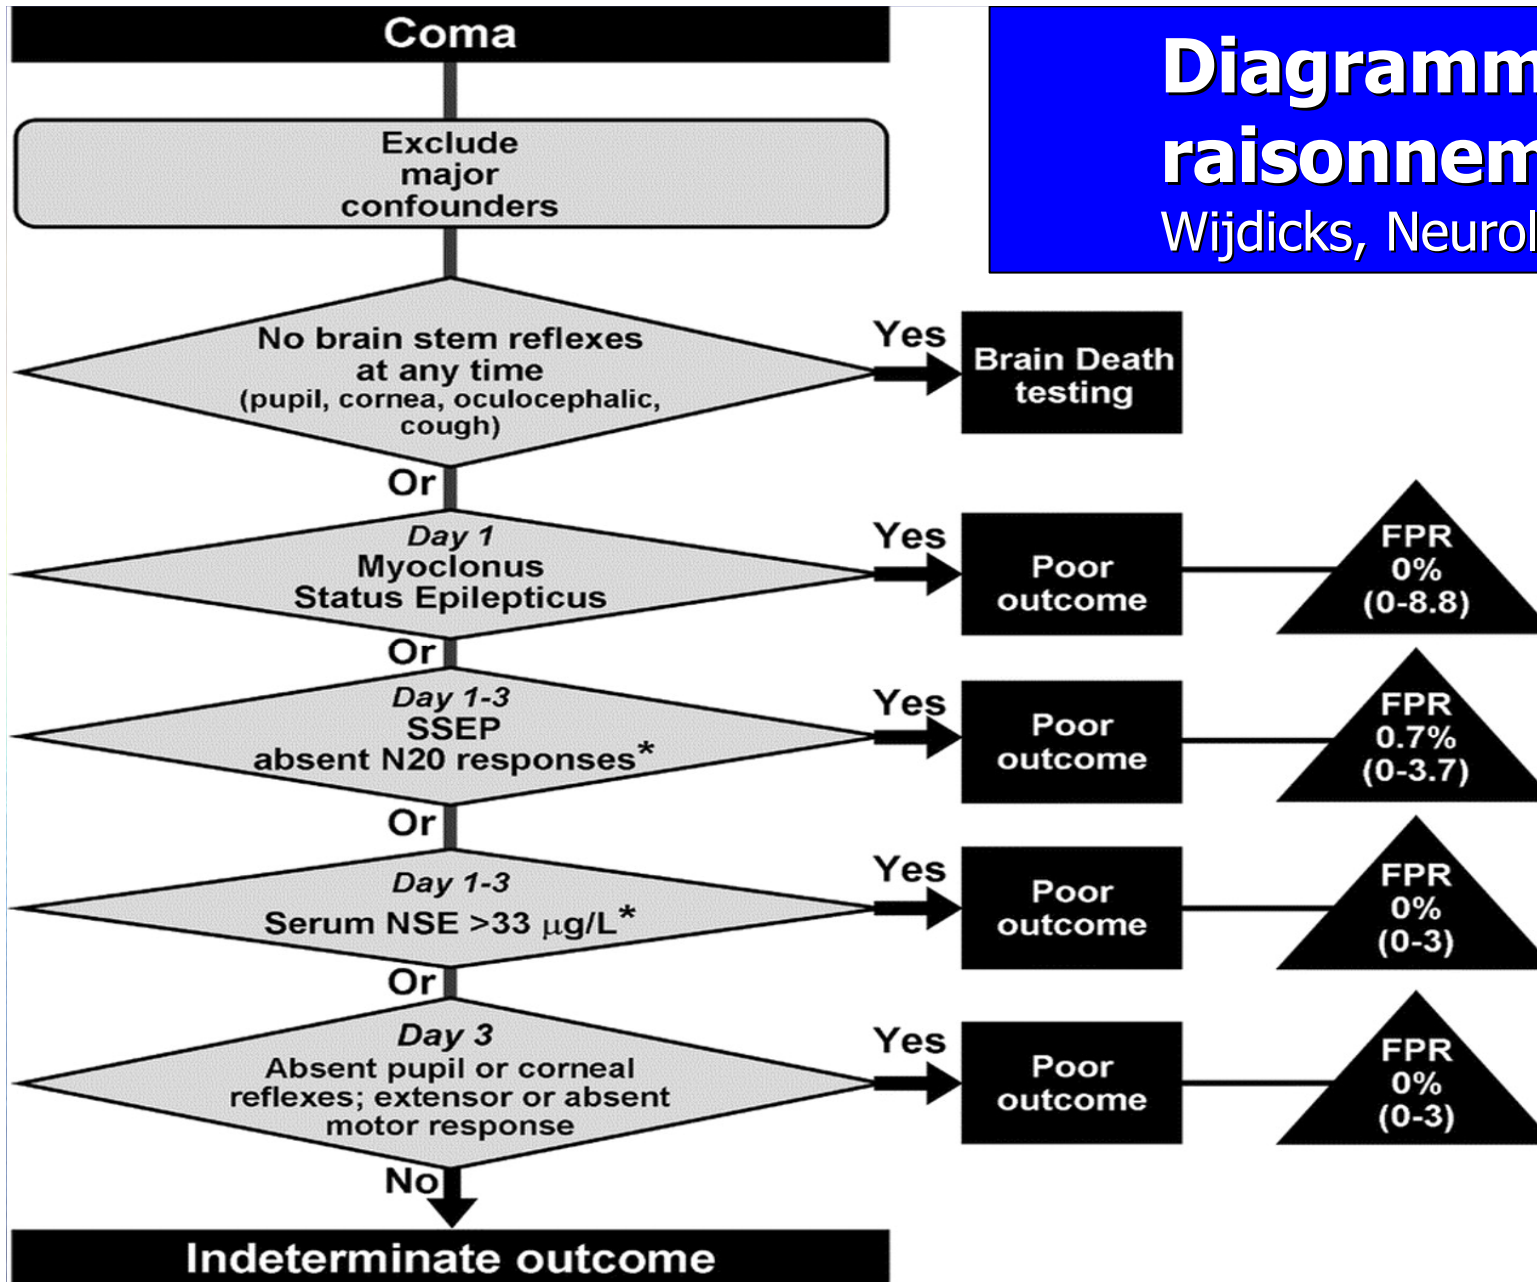 Coma
Diagramm
raisonnem
Wijdicks, Neurol
Exclude
major
confounders
No brain stem reflexes
at any time
(pupil, cornea, oculocephalic,
cough)
Yes
Brain Death
testing
Or
Day 1
Myoclonus
Status Epilepticus
Yes
Poor
outcome
FPR
0%
(0-8.8)
Or
Day 1-3
SSEP
absent N20 responses*
Yes
Poor
outcome
FPR
0.7%
(0-3.7)
Or
Day 1-3
Serum NSE >33 μg/L*
Yes
Poor
outcome
FPR
0%
(0-3)
Or
Day 3
Absent pupil or corneal
reflexes; extensor or absent
motor response
Yes
Poor
outcome
FPR
0%
(0-3)
No
Indeterminate outcome